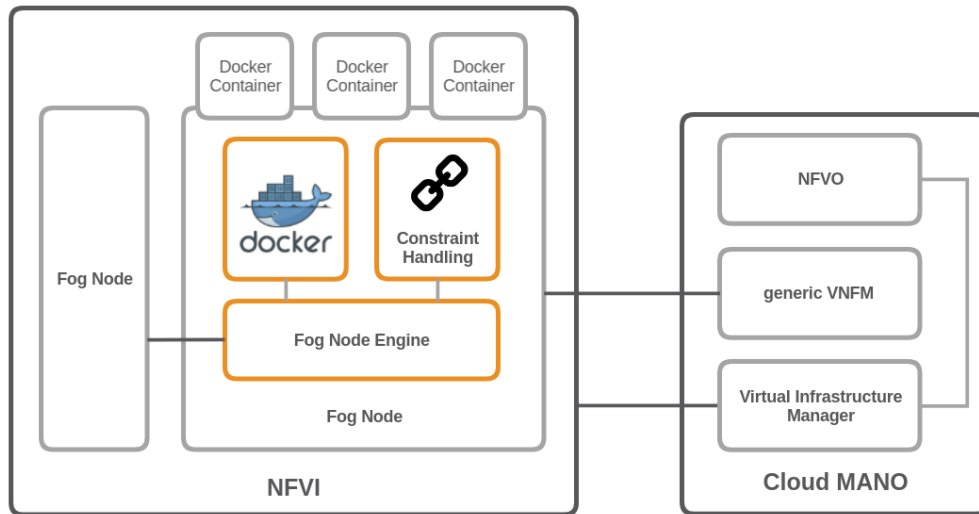 Docker
Container
Docker
Container
Docker
Container
docker
Constraint
Handling
Fog Node
Fog Node Engine
Fog Node
NFVI
NFVO
generic VNFM
Virtual Infrastructure
Manager
Cloud MANO